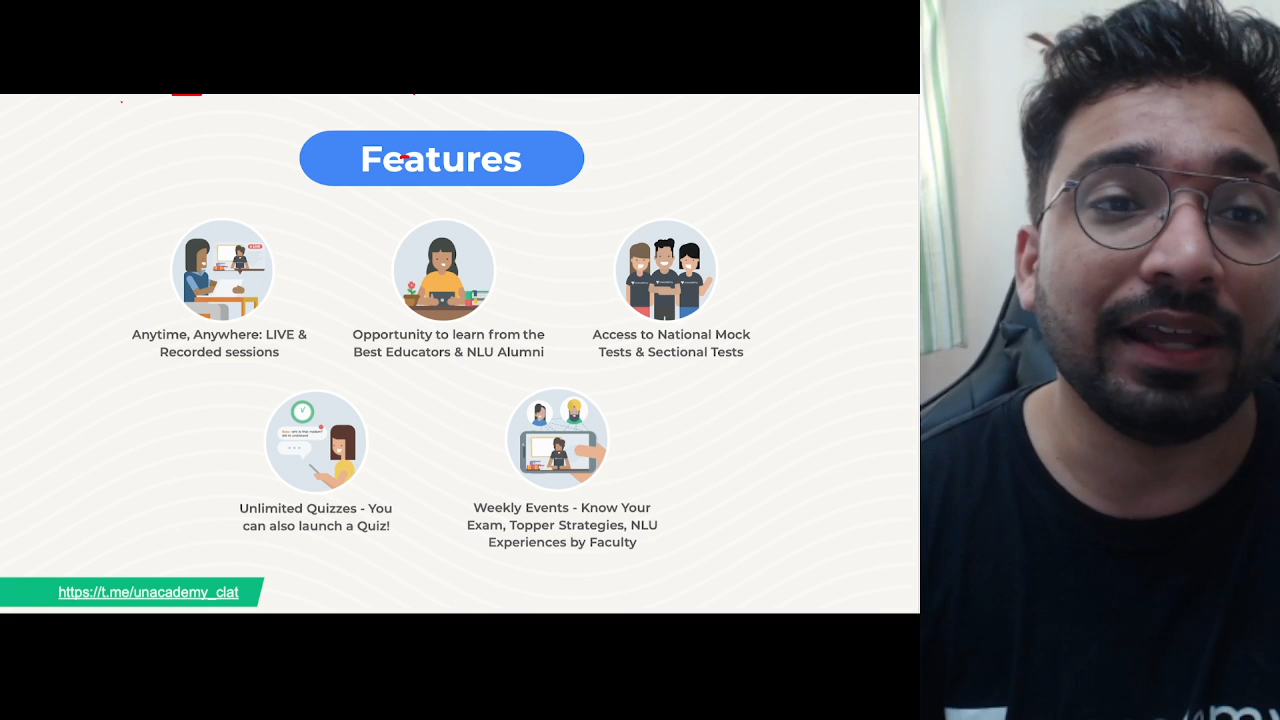 Features
Anytime, Anywhere: LIVE &
Recorded sessions
Opportunity to learn from the
Best Educators & NLU Alumni
Access to National Mock
Tests & Sectional Tests
Unlimited Quizzes - You
can also launch a Quiz!
Weekly Events - Know Your
Exam, Topper Strategies, NLU
Experiences by Faculty
https://t.me/unacademy_clat